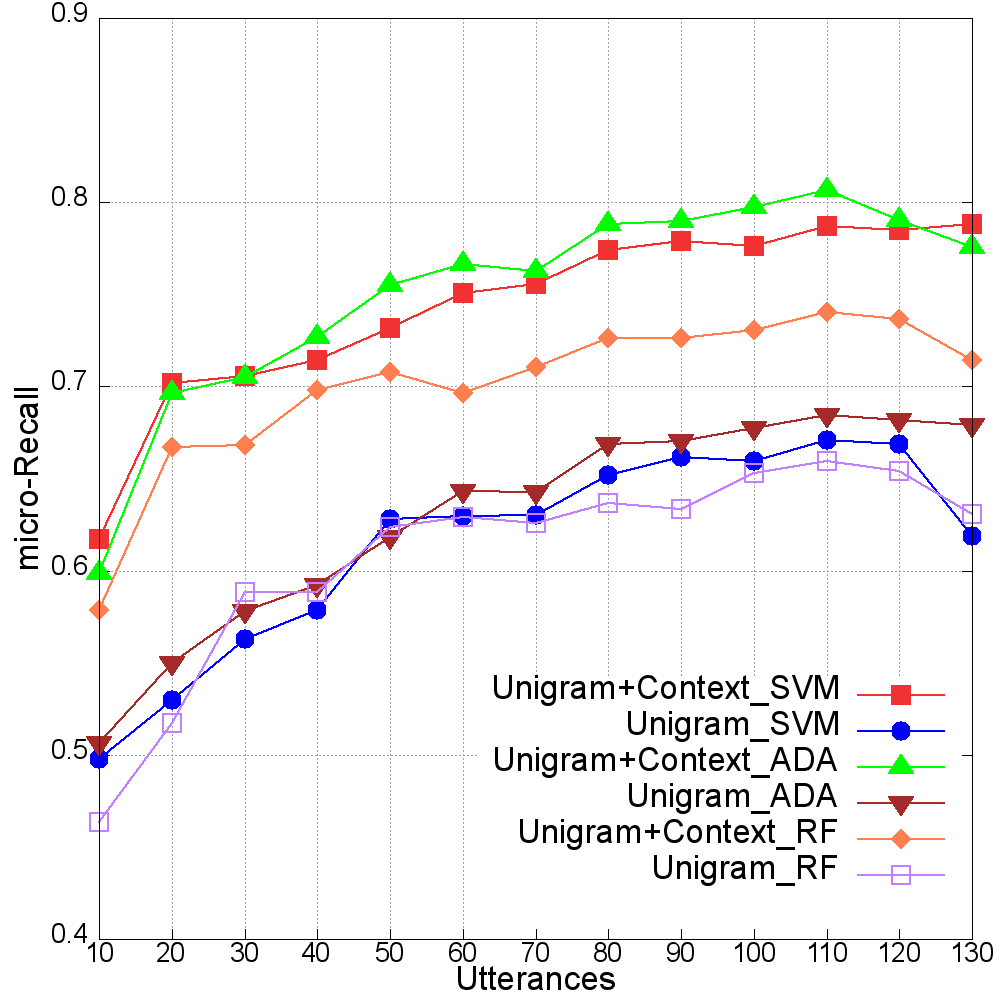 0.9
0.8
0.7
0.6
0.5
0.4
micro-Recall
Unigram+Context_SVM
Unigram_SVM
Unigram+Context_ADA
Unigram_ADA
Unigram+Context_RF
Unigram_RF
10 20 30 40 50 60 70 80 90 100 110 120 130
Utterances